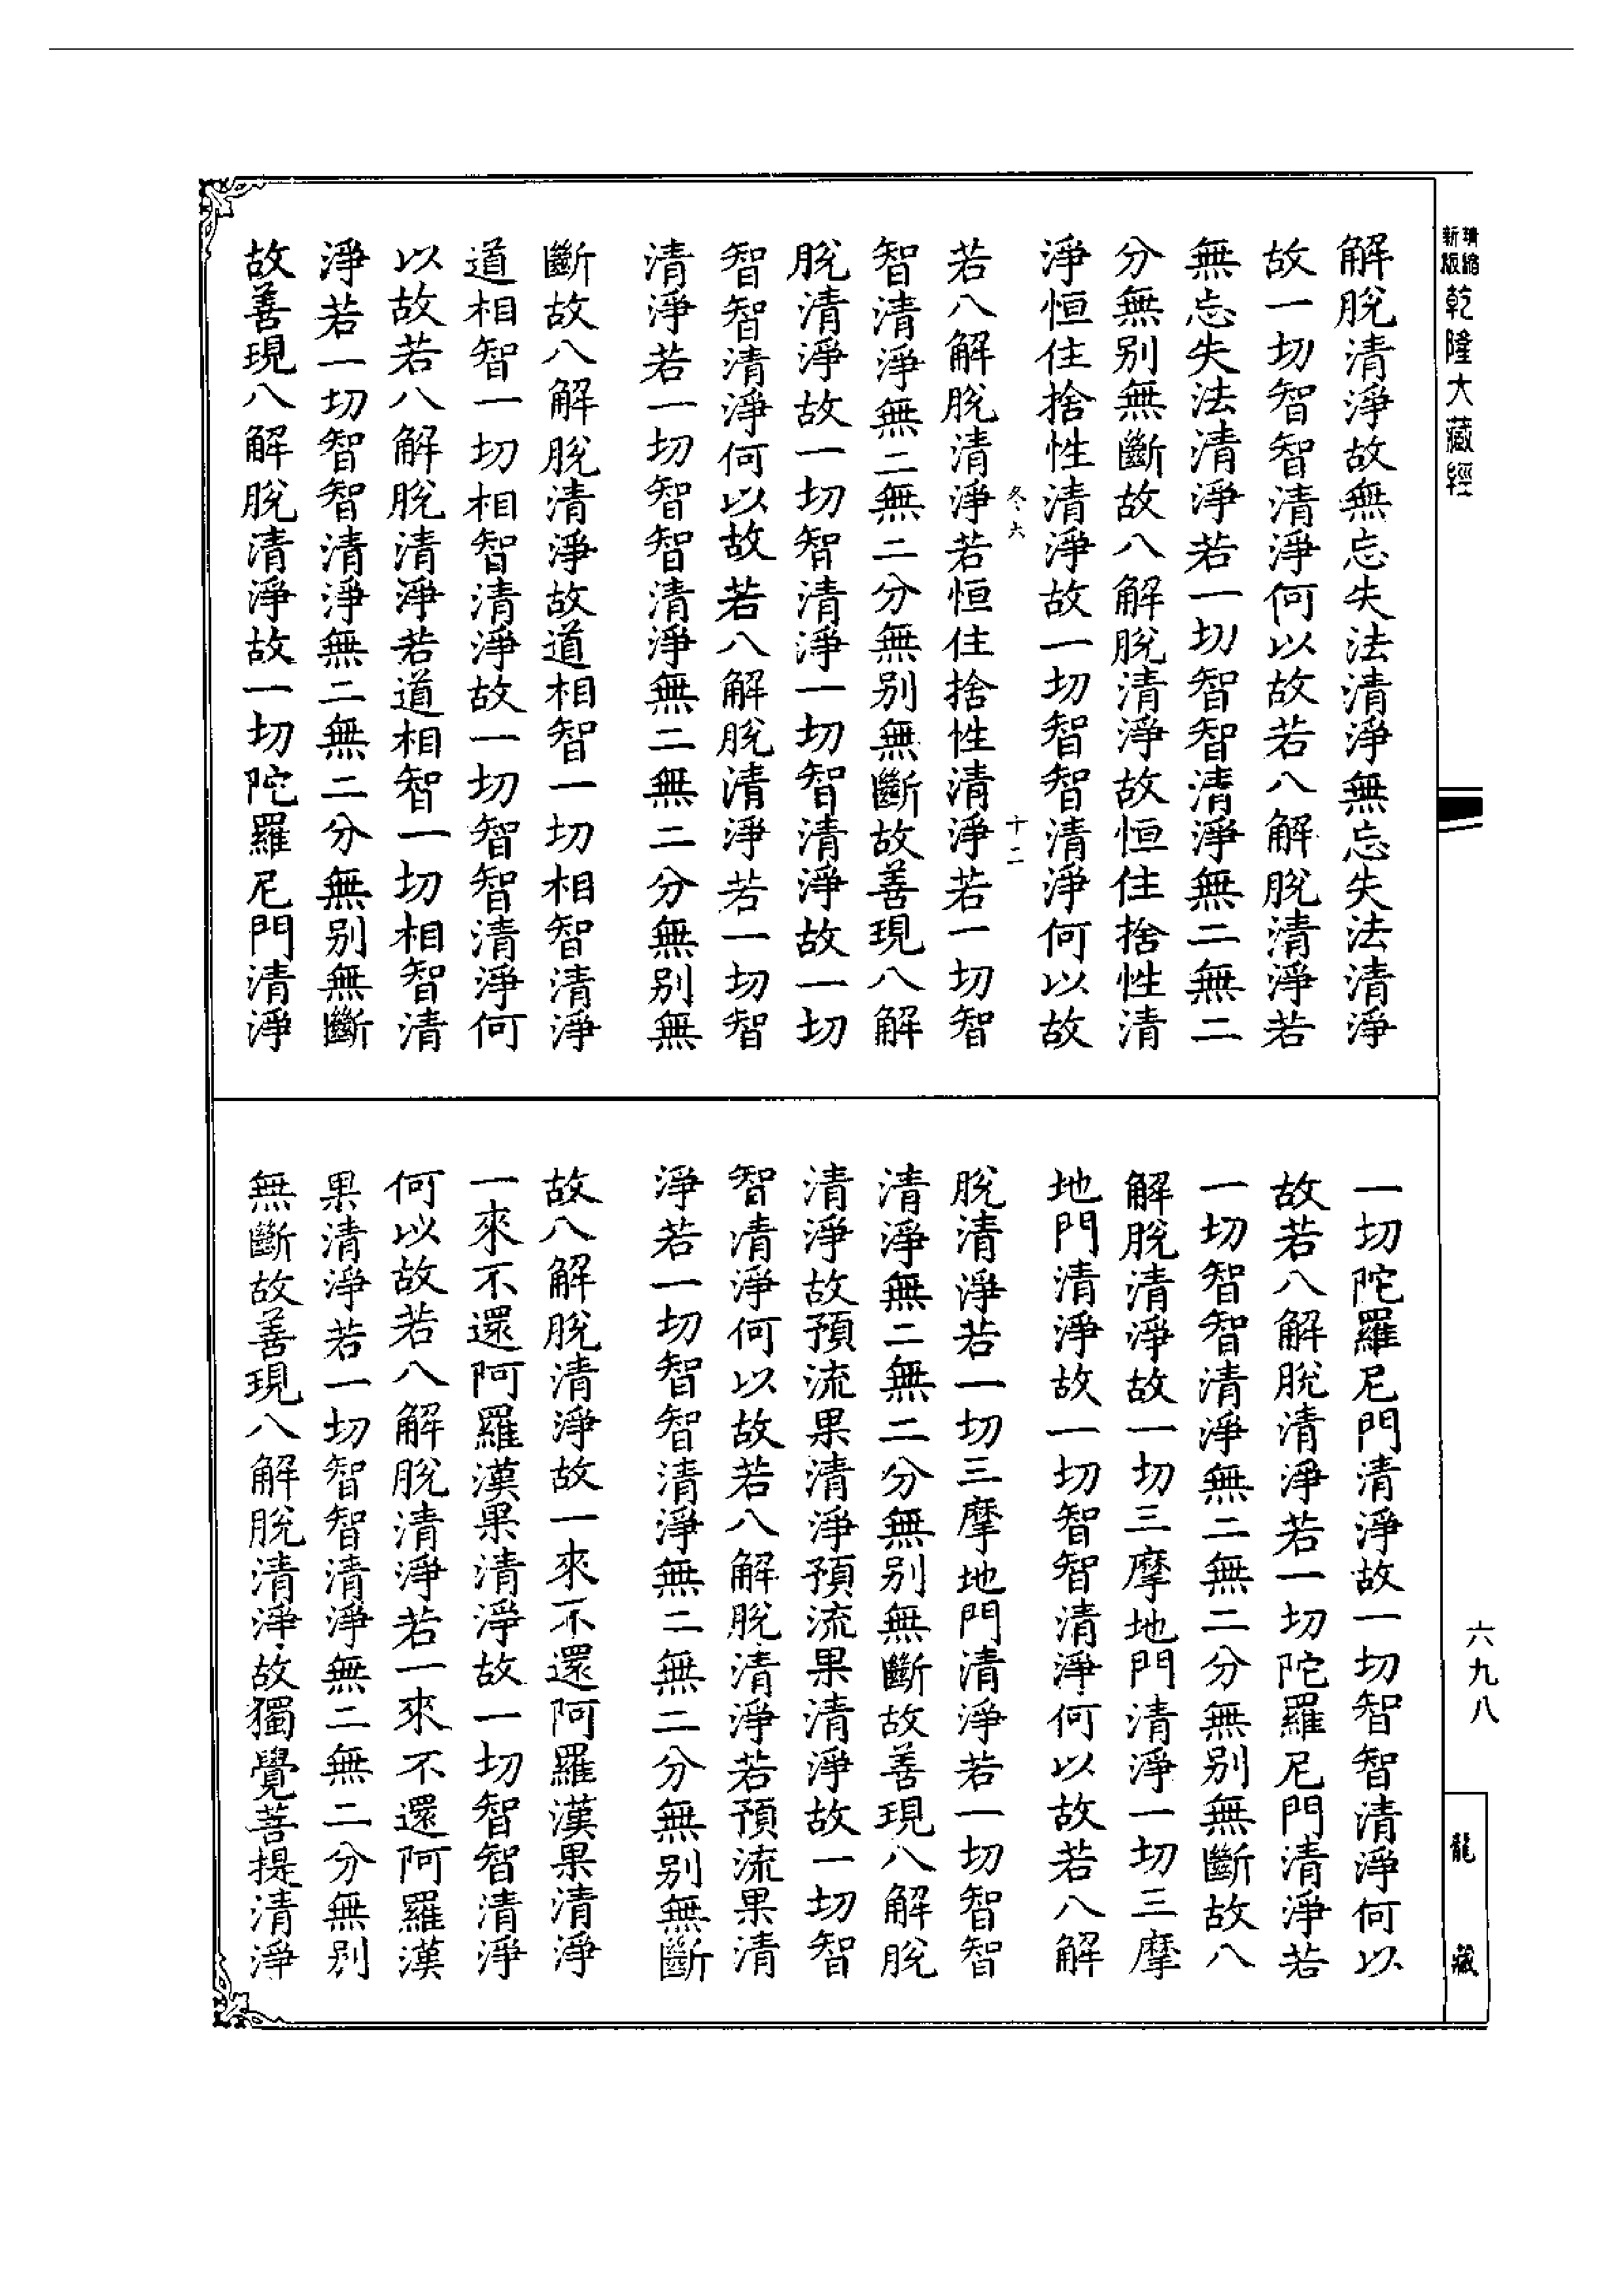 精縮新版乾隆大藏經
解脫清淨故無忘失法清淨無忘失法清淨
故一切智智清淨何以故若八解脫清淨若
無忘失法清淨若一切智智清淨無二無二
分無別無斷故八解脫清淨故恒住捨性清
淨恒住捨性清淨故一切智智清淨何以故
冬六 十二
若八解脫清淨若恒住捨性清淨若一切智
智清淨無二無二分無別無斷故善現八解
脫清淨故一切智清淨一切智清淨故一切
智智清淨何以故若八解脫清淨若一切智
清淨若一切智智清淨無二無二分無別無
斷故八解脫清淨故道相智一切相智清淨
道相智一切相智清淨故一切智智清淨何
以故若八解脫清淨若道相智一切相智清
淨若一切智智清淨無二無二分無別無斷
故善現八解脫清淨故一切陀羅尼門清淨
一切陀羅尼門清淨故一切智智清淨何以
故若八解脫清淨若一切陀羅尼門清淨若
一切智智清淨無二無二分無別無斷故八
解脫清淨故一切三摩地門清淨一切三摩
地門清淨故一切智智清淨何以故若八解
脫清淨若一切三摩地門清淨若一切智智
清淨無二無二分無別無斷故善現八解脫
清淨故預流果清淨預流果清淨故一切智
智清淨何以故若八解脫清淨若預流果清
淨若一切智智清淨無二無二分無別無斷
故八解脫清淨故一來不還阿羅漢果清淨
一來不還阿羅漢果清淨故一切智智清淨
何以故若八解脫清淨若一來不還阿羅漢
果清淨若一切智智清淨無二無二分無別
無斷故善現八解脫清淨故獨覺菩提清淨
六九八
龍藏